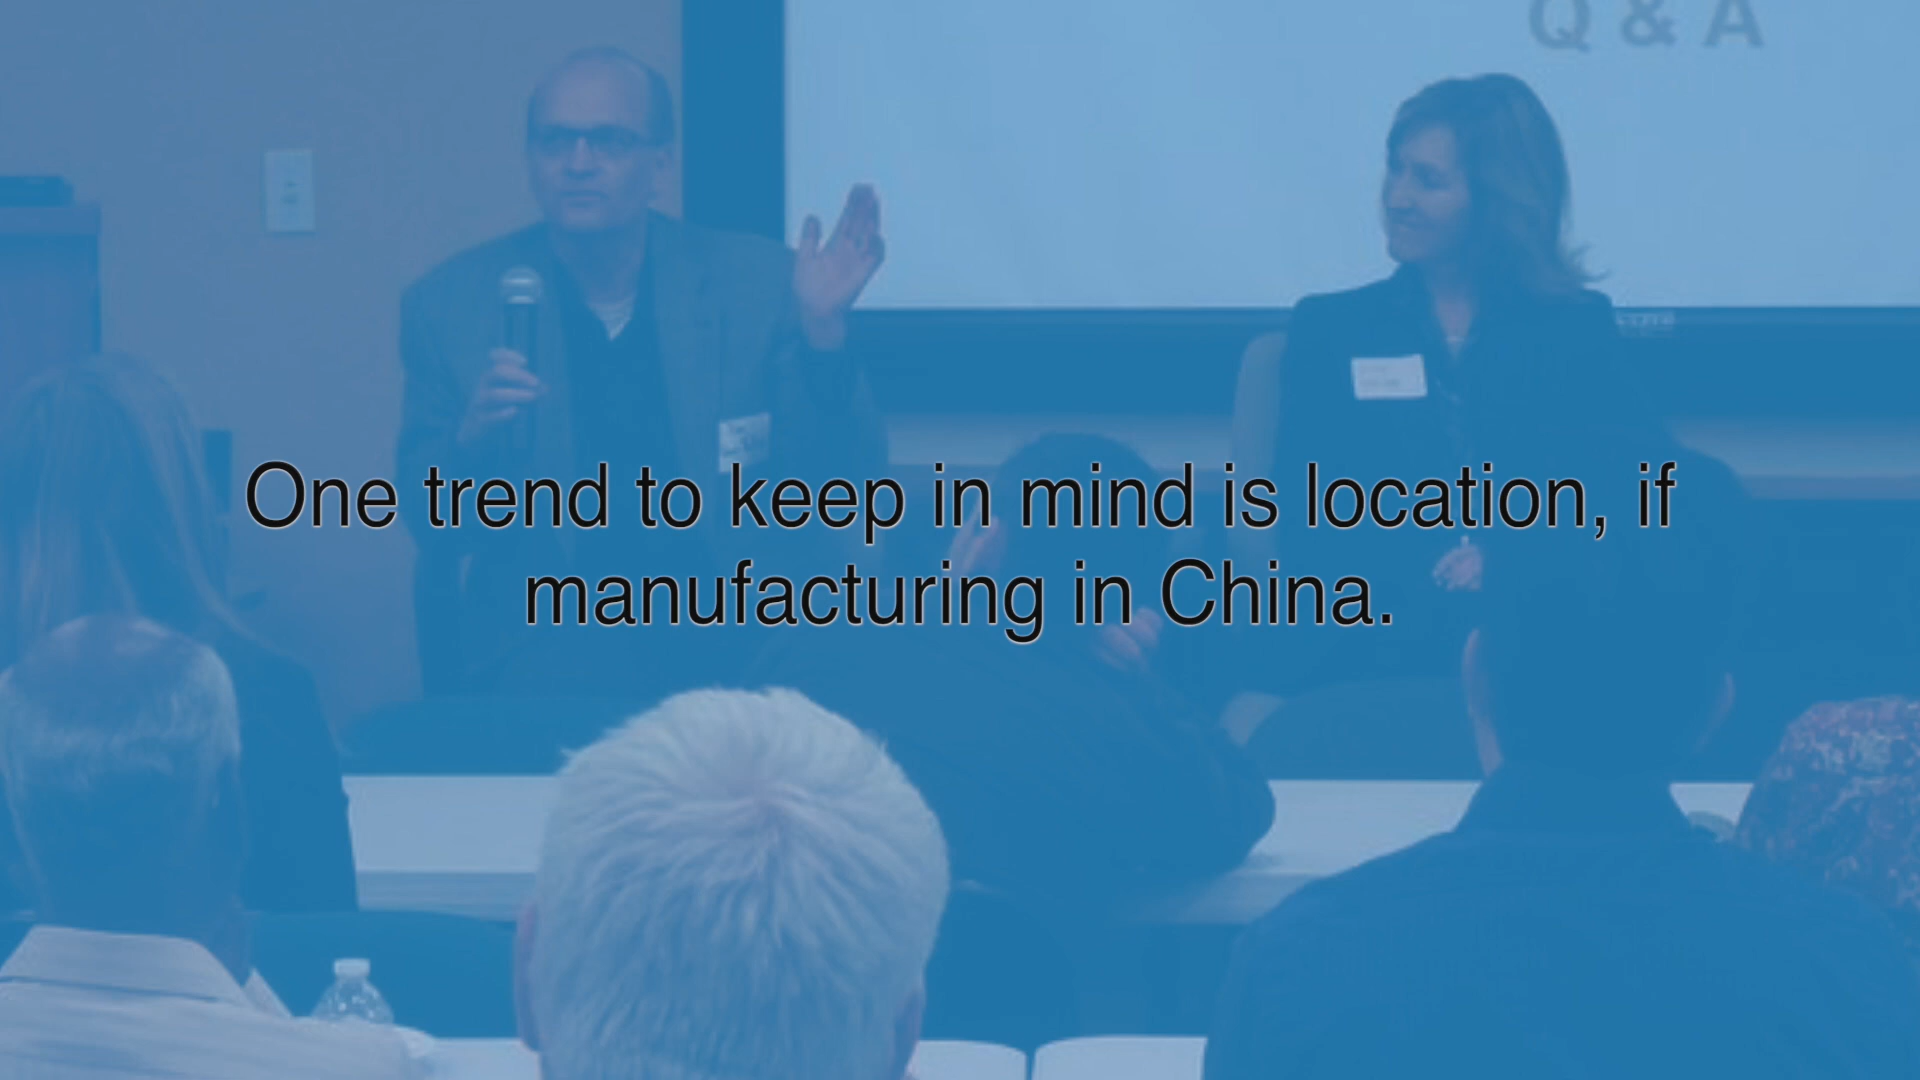 Q & A
One trend to keep in mind is location, if
manufacturing in China.